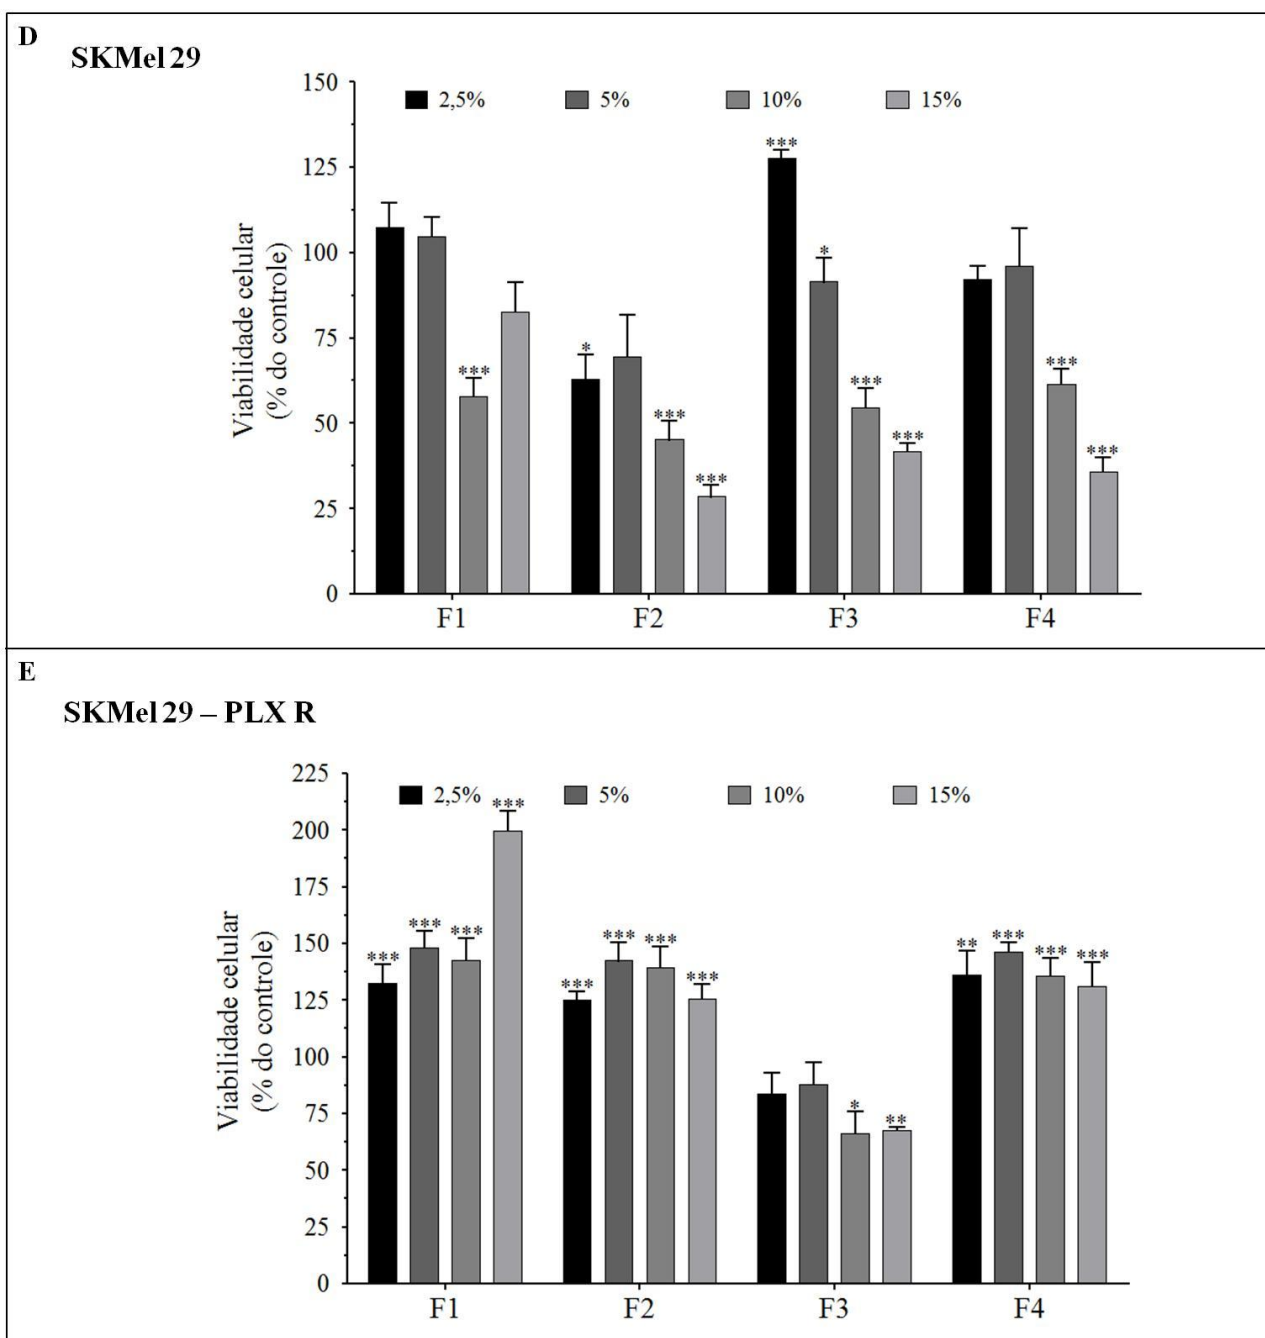 D
SKMel 29
150
2,5% 5% 10% 15%
***
125
Viabilidade celular
(% do controle)
100
*
75
*
*** *** ***
50
*** *** ***
***
25
0
F1 F2 F3 F4
E
SKMel 29 – PLX R
225
2,5% 5% 10% 15%
***
200
175
Viabilidade celular
(% do controle)
150
*** *** *** *** *** ** *** *** ***
*** ***
125
100
75
* **
50
25
0
F1 F2 F3 F4